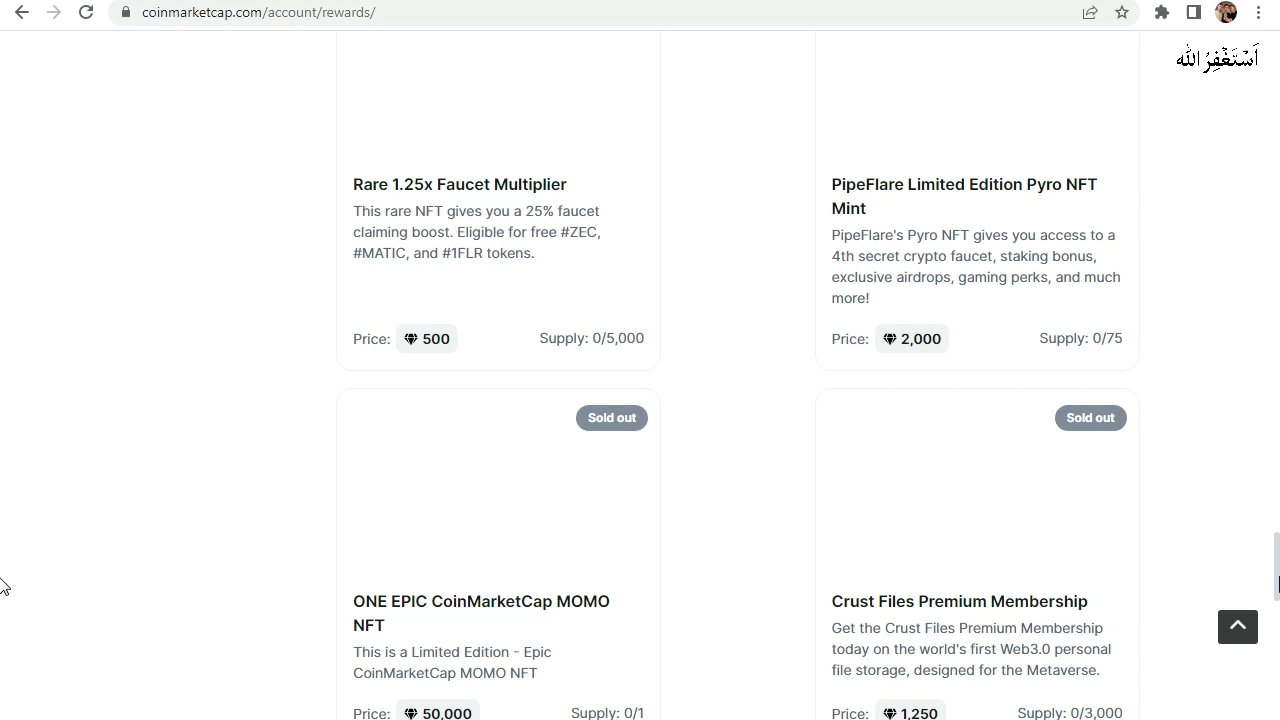 coinmarketcap.com/account/rewards/
اَسْتَغْفِرُ اللّٰه
Rare 1.25x Faucet Multiplier
This rare NFT gives you a 25% faucet
claiming boost. Eligible for free #ZEC,
#MATIC, and #1FLR tokens.
Price: 500
Supply: 0/5,000
PipeFlare Limited Edition Pyro NFT
Mint
PipeFlare's Pyro NFT gives you access to a
4th secret crypto faucet, staking bonus,
exclusive airdrops, gaming perks, and much
more!
Price: 2,000
Supply: 0/75
Sold out
ONE EPIC CoinMarketCap MOMO
NFT
This is a Limited Edition - Epic
CoinMarketCap MOMO NFT
Price: 50,000
Supply: 0/1
Sold out
Crust Files Premium Membership
Get the Crust Files Premium Membership
today on the world's first Web3.0 personal
file storage, designed for the Metaverse.
Price: 1,250
Supply: 0/3,000